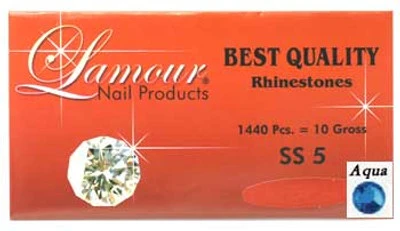 Lamour®
Nail Products
BEST QUALITY
Rhinestones
1440 Pcs. = 10 Gross
SS 5
Aqua